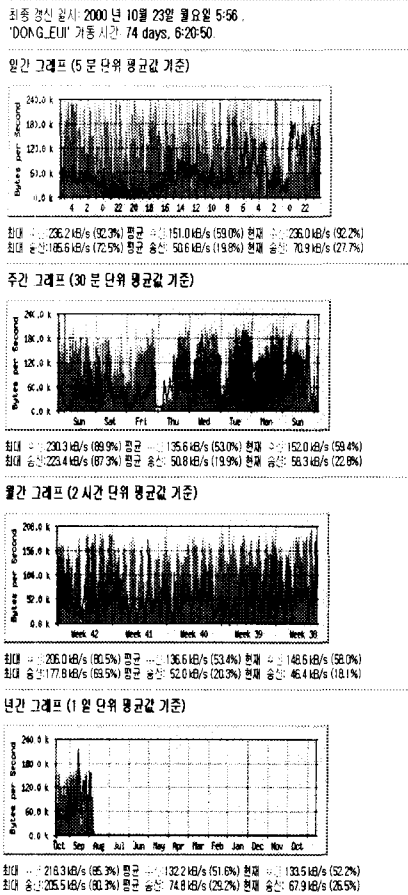 최종 갱신 일시: 2000 년 10월 23일 월요일 5:56 .
'DONG_EUI' 가동 시간: 74 days, 6:20:50.
일간 그래프 (5 분 단위 평균값 기준)
Bytes per Second
240.0 k
180.0 k
120.0 k
60.0 k
0.0 k
4 2 0 22 20 18 16 14 12 10 8 6 4 2 0 22
최대 수신:236.2 kB/s (92.3%) 평균 수신:151.0 kB/s (59.0%) 현재 수신:236.0 kB/s (92.2%)
최대 송신:185.6 kB/s (72.5%) 평균 송신: 50.6 kB/s (19.8%) 현재 송신: 70.9 kB/s (27.7%)
주간 그래프 (30 분 단위 평균값 기준)
Bytes per Second
240.0 k
180.0 k
120.0 k
60.0 k
0.0 k
Sun Sat Fri Thu Wed Tue Mon Sun
최대 수신:230.3 kB/s (89.9%) 평균 수신:135.6 kB/s (53.0%) 현재 수신:152.0 kB/s (59.4%)
최대 송신:223.4 kB/s (87.3%) 평균 송신: 50.8 kB/s (19.9%) 현재 송신: 58.3 kB/s (22.8%)
월간 그래프 (2 시간 단위 평균값 기준)
Bytes per Second
208.0 k
156.0 k
104.0 k
52.0 k
0.0 k
Week 42 Week 41 Week 40 Week 39 Week 38
최대 수신:206.0 kB/s (80.5%) 평균 수신:136.6 kB/s (53.4%) 현재 수신:148.6 kB/s (58.0%)
최대 송신:177.8 kB/s (69.5%) 평균 송신: 52.0 kB/s (20.3%) 현재 송신: 46.4 kB/s (18.1%)
년간 그래프 (1 일 단위 평균값 기준)
Bytes per Second
240.0 k
180.0 k
120.0 k
60.0 k
0.0 k
Oct Sep Aug Jul Jun May Apr Mar Feb Jan Dec Nov Oct
최대 수신:218.3 kB/s (85.3%) 평균 수신:132.2 kB/s (51.6%) 현재 수신:133.5 kB/s (52.2%)
최대 송신:205.5 kB/s (80.3%) 평균 송신: 74.8 kB/s (29.2%) 현재 송신: 67.9 kB/s (26.5%)